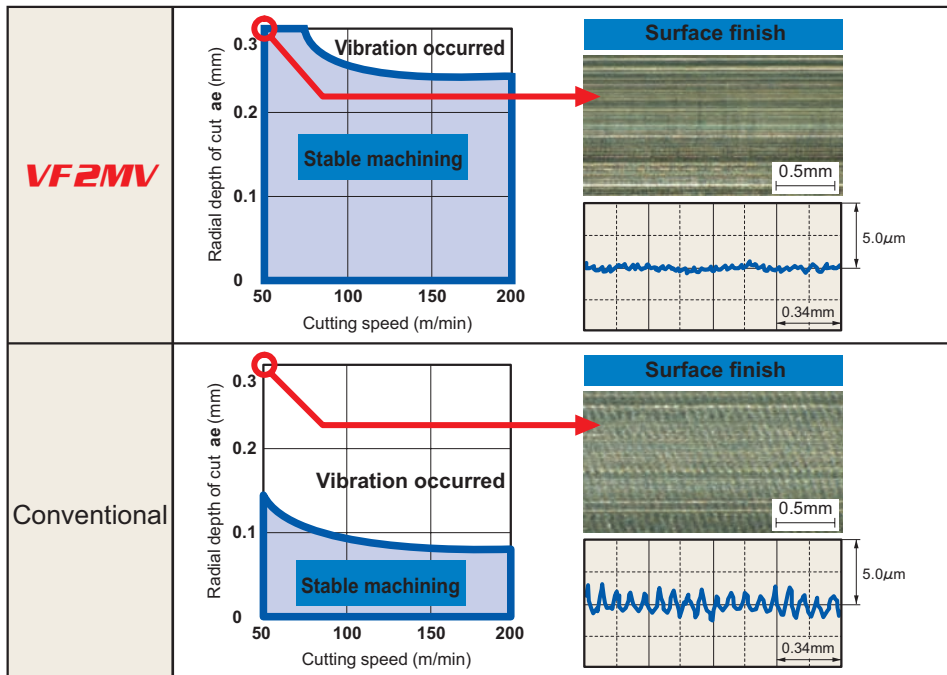 VF2MV
Radial depth of cut ae (mm)
0.3
0.2
0.1
0
Vibration occurred
Stable machining
50 100 150 200
Cutting speed (m/min)
Surface finish
0.5mm
5.0μm
0.34mm
Conventional
Radial depth of cut ae (mm)
0.3
0.2
0.1
0
Vibration occurred
Stable machining
50 100 150 200
Cutting speed (m/min)
Surface finish
0.5mm
5.0μm
0.34mm